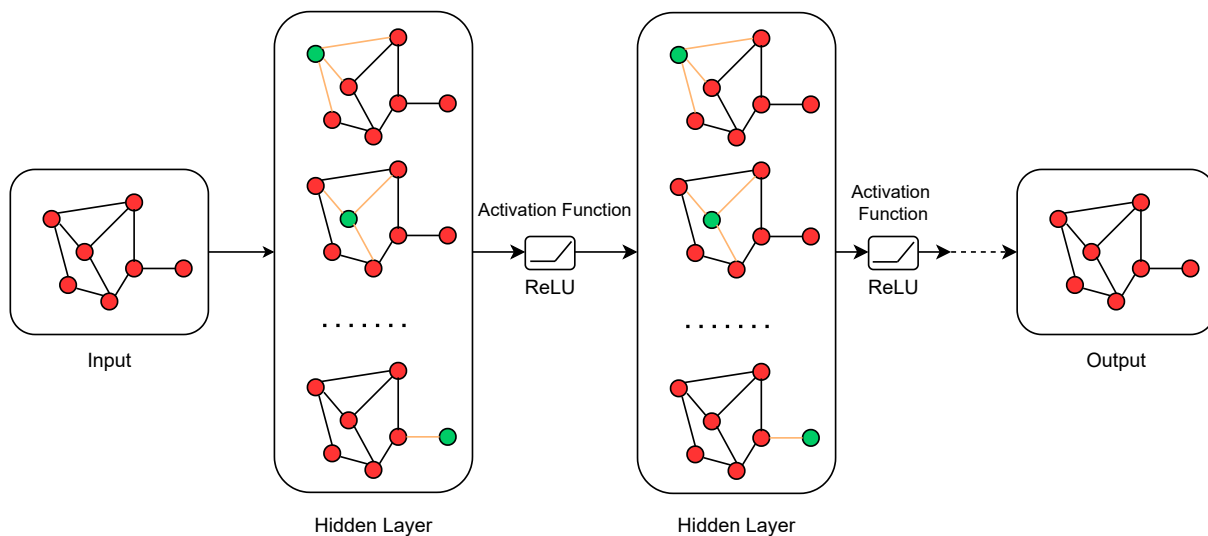 Input
Hidden Layer
Activation Function
ReLU
Hidden Layer
Activation
Function
ReLU
Output